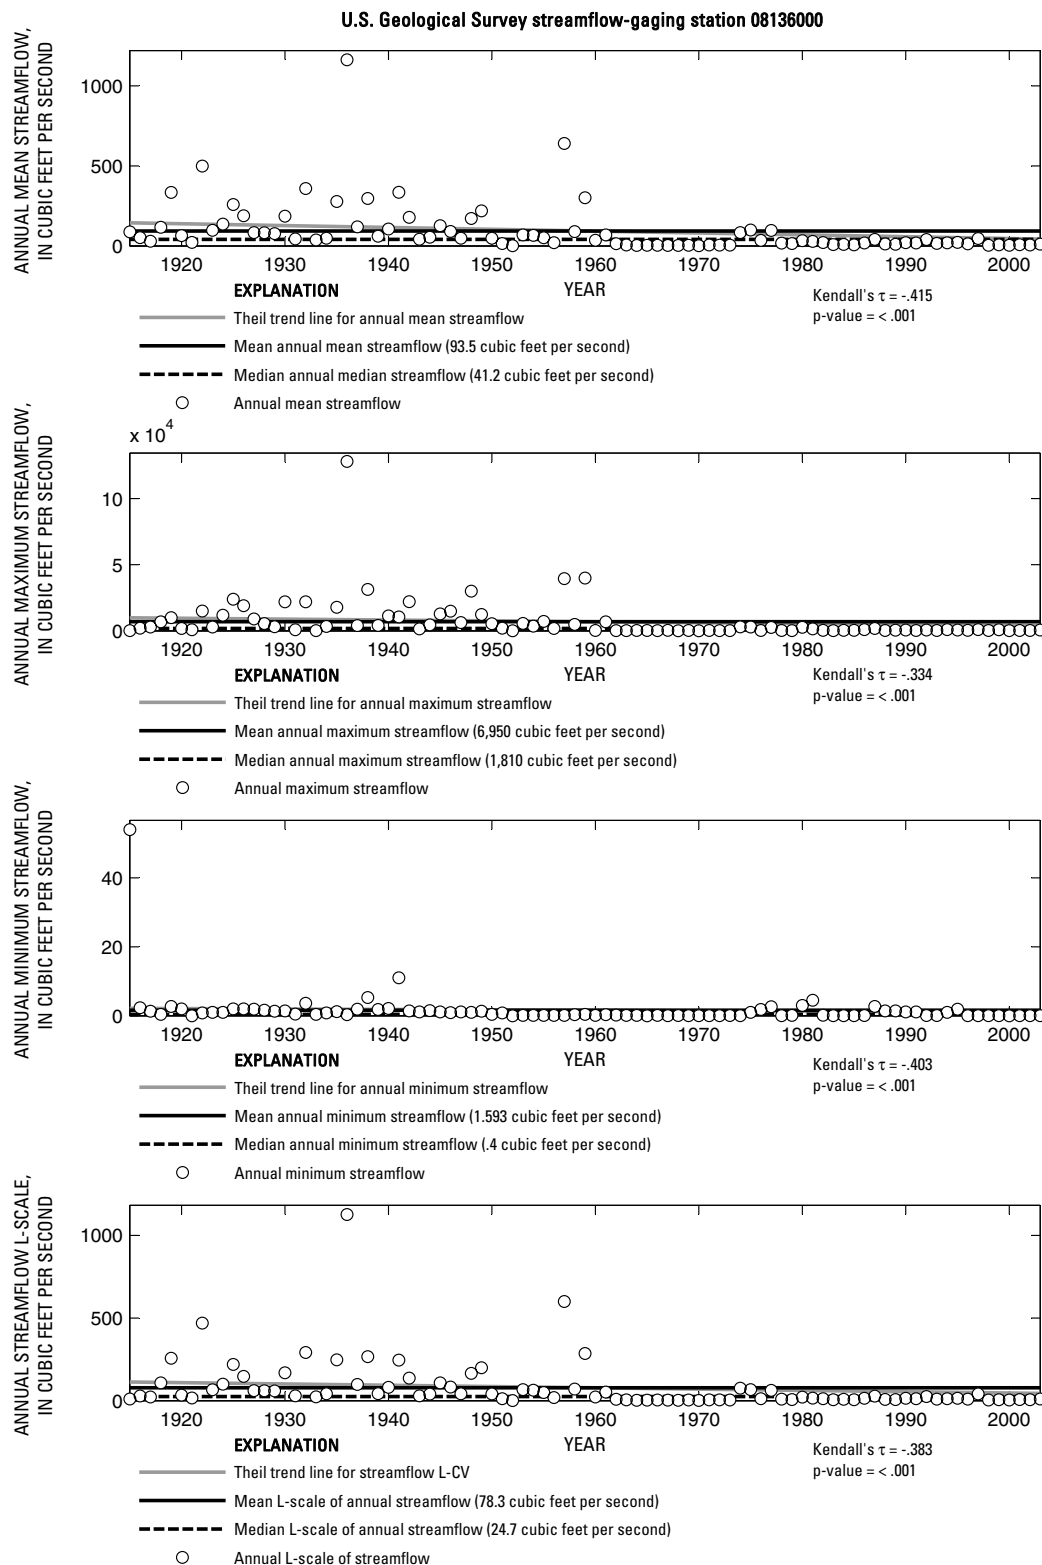 U.S. Geological Survey streamflow-gaging station 08136000
ANNUAL MEAN STREAMFLOW,
IN CUBIC FEET PER SECOND
1000
500
0
1920 1930 1940 1950 1960 1970 1980 1990 2000
YEAR
EXPLANATION
Theil trend line for annual mean streamflow
Mean annual mean streamflow (93.5 cubic feet per second)
Median annual median streamflow (41.2 cubic feet per second)
Annual mean streamflow
Kendall's τ = -.415
p-value = < .001
ANNUAL MAXIMUM STREAMFLOW,
IN CUBIC FEET PER SECOND
x 10^4
10
5
0
1920 1930 1940 1950 1960 1970 1980 1990 2000
YEAR
EXPLANATION
Theil trend line for annual maximum streamflow
Mean annual maximum streamflow (6,950 cubic feet per second)
Median annual maximum streamflow (1,810 cubic feet per second)
Annual maximum streamflow
Kendall's τ = -.334
p-value = < .001
ANNUAL MINIMUM STREAMFLOW,
IN CUBIC FEET PER SECOND
40
20
0
1920 1930 1940 1950 1960 1970 1980 1990 2000
YEAR
EXPLANATION
Theil trend line for annual minimum streamflow
Mean annual minimum streamflow (1.593 cubic feet per second)
Median annual minimum streamflow (.4 cubic feet per second)
Annual minimum streamflow
Kendall's τ = -.403
p-value = < .001
ANNUAL STREAMFLOW L-SCALE,
IN CUBIC FEET PER SECOND
1000
500
0
1920 1930 1940 1950 1960 1970 1980 1990 2000
YEAR
EXPLANATION
Theil trend line for streamflow L-CV
Mean L-scale of annual streamflow (78.3 cubic feet per second)
Median L-scale of annual streamflow (24.7 cubic feet per second)
Annual L-scale of streamflow
Kendall's τ = -.383
p-value = < .001